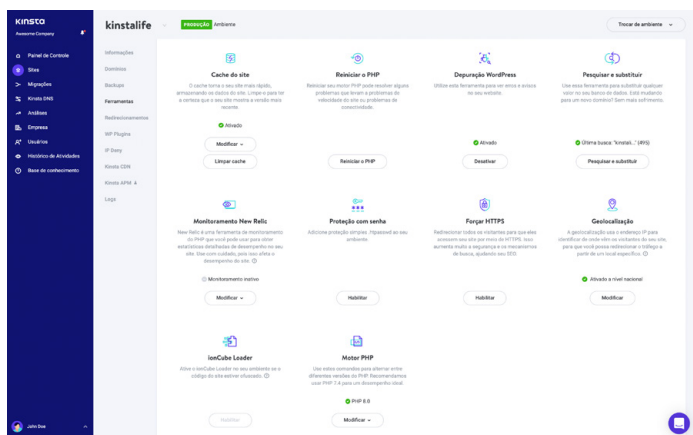 KINSTA
Awesome Company
Painel de Controle
Sites
Migrações
Kinsta DNS
Análises
Empresa
Usuários
Histórico de Atividades
Base de conhecimento
John Doe
kinstalife
PRODUÇÃO Ambiente
Trocar de ambiente
Informações
Domínios
Backups
Ferramentas
Redirecionamentos
WP Plugins
IP Deny
Kinsta CDN
Kinsta APM
Logs
Cache do site
O cache torna o seu site mais rápido,
armazenando os dados do site. Limpe-o para ter
a certeza que o seu site mostra a versão mais
recente.
Ativado
Modificar
Limpar cache
Reiniciar o PHP
Reiniciar seu motor PHP pode resolver alguns
problemas que levam a problemas de
velocidade do site ou problemas de
conectividade.
Reiniciar o PHP
Depuração WordPress
Utilize esta ferramenta para ver erros e avisos
no seu website.
Ativado
Desativar
Pesquisar e substituir
Use essa ferramenta para substituir qualquer
valor no seu banco de dados. Está mudando
para um novo domínio? Sem mais sofrimento.
Última busca: "kinstali..." (495)
Pesquisar e substituir
Monitoramento New Relic
New Relic é uma ferramenta de monitoramento
do PHP que você pode usar para obter
estatísticas detalhadas de desempenho no seu
site. Use com cuidado, pois isso afeta o
desempenho do site.
Monitoramento inativo
Modificar
Proteção com senha
Adicione proteção simples .htpasswd ao seu
ambiente.
Habilitar
Forçar HTTPS
Redirecionar todos os visitantes para que eles
acessem seu site por meio do HTTPS. Isso
aumenta muito a segurança e os mecanismos
de busca, ajudando seu SEO.
Habilitar
Geolocalização
A geolocalização usa o endereço IP para
identificar de onde vêm os visitantes do seu site,
para que você possa redirecionar o tráfego a
partir de um local específico.
Ativado a nível nacional
Modificar
ionCube Loader
Ative o ionCube Loader no seu ambiente se o
código do site estiver ofuscado.
Habilitar
Motor PHP
Use estes comandos para alternar entre
diferentes versões do PHP. Recomendamos
usar PHP 7.4 para um desempenho ideal.
PHP 8.0
Modificar